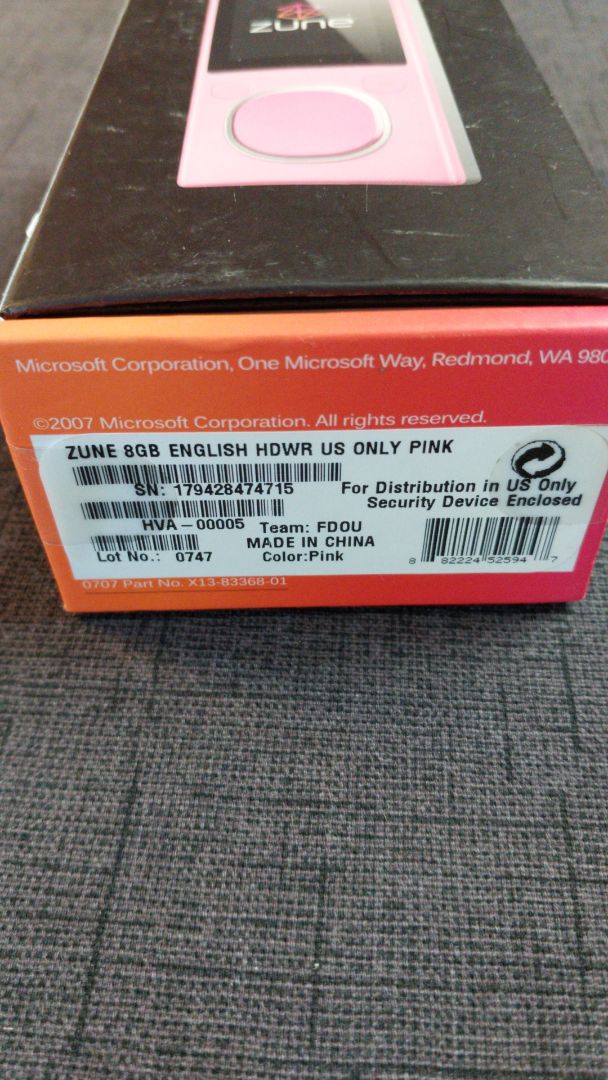 zune
Microsoft Corporation, One Microsoft Way, Redmond, WA 980
©2007 Microsoft Corporation. All rights reserved.
ZUNE 8GB ENGLISH HDWR US ONLY PINK
SN: 179428474715
For Distribution in US Only
Security Device Enclosed
HVA-00005 Team: FDOU
MADE IN CHINA
Lot No.: 0747 Color:Pink
8 82224 52594 7
0707 Part No. X13-83368-01